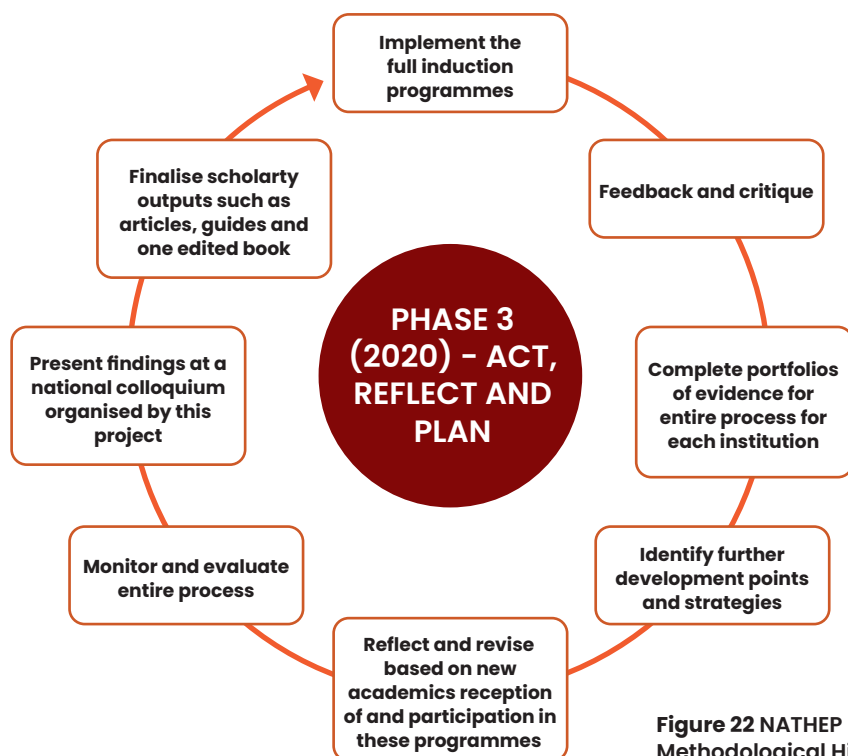 Implement the
full induction
programmes
Feedback and critique
Complete portfolios
of evidence for
entire process for
each institution
Identify further
development points
and strategies
Reflect and revise
based on new
academics reception
of and participation in
these programmes
Monitor and evaluate
entire process
Present findings at a
national colloquium
organised by this
project
Finalise scholarty
outputs such as
articles, guides and
one edited book
PHASE 3
(2020) - ACT,
REFLECT AND
PLAN
Figure 22 NATHEP
Methodological